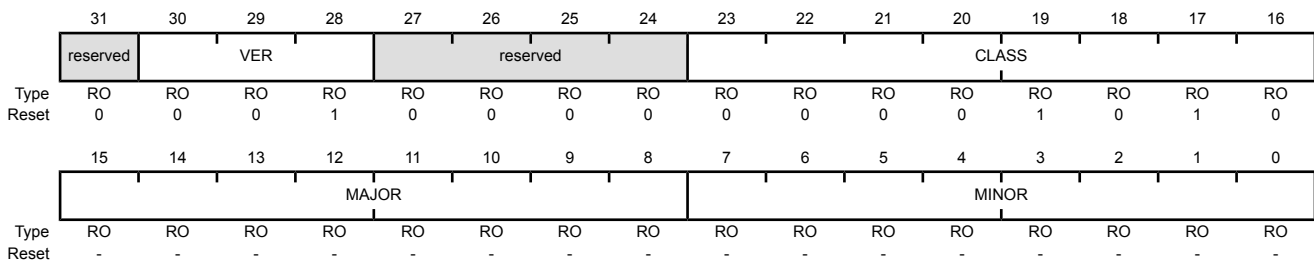 31 30 29 28 27 26 25 24 23 22 21 20 19 18 17 16
reserved VER reserved CLASS
Type RO RO RO RO RO RO RO RO RO RO RO RO RO RO RO RO
Reset 0 0 0 1 0 0 0 0 0 0 0 0 1 0 1 0
15 14 13 12 11 10 9 8 7 6 5 4 3 2 1 0
MAJOR MINOR
Type RO RO RO RO RO RO RO RO RO RO RO RO RO RO RO RO
Reset - - - - - - - - - - - - - - - -